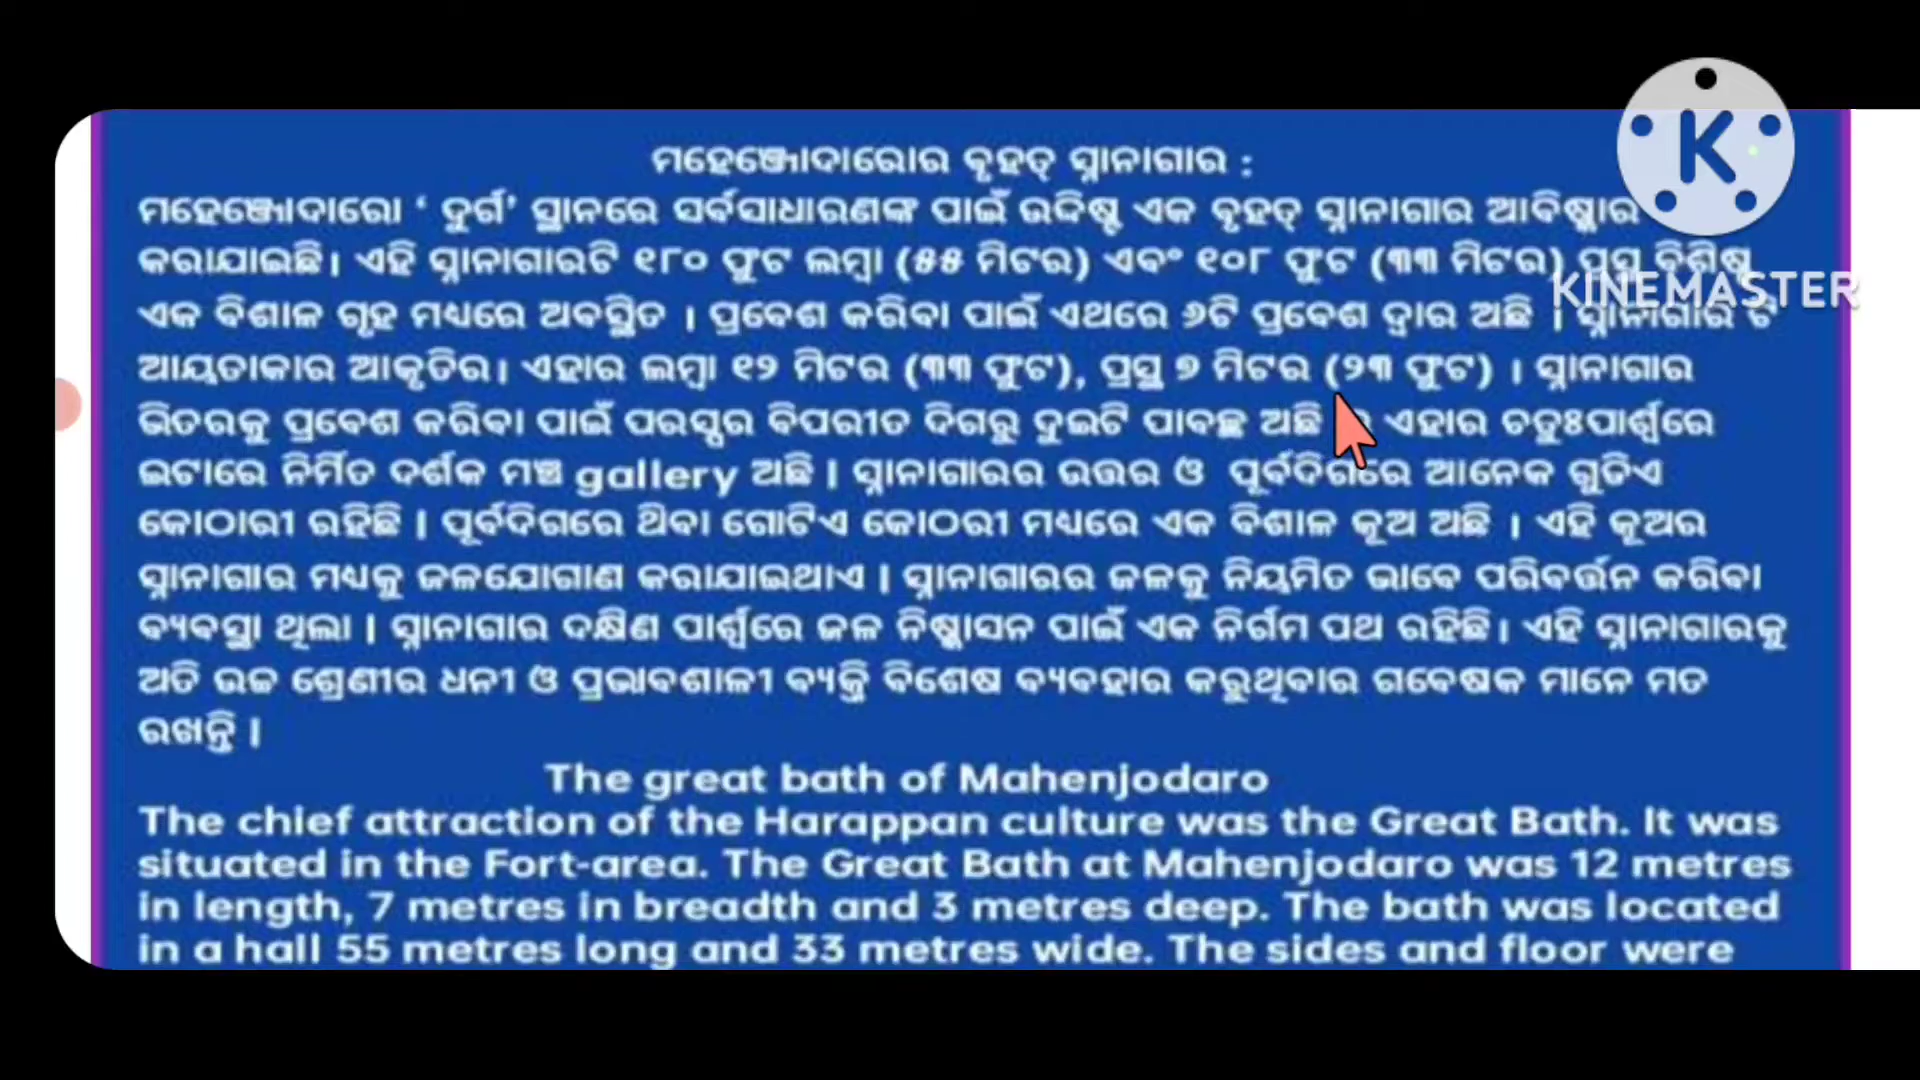 ମହେଞ୍ଜୋଦାରୋର ବୃହତ୍ ସ୍ନାନାଗାର :
ମହେଞ୍ଜୋଦାରୋ ‘ ଦୁର୍ଗ’ ସ୍ଥାନରେ ସର୍ବସାଧାରଣଙ୍କ ପାଇଁ ଉଦ୍ଦିଷ୍ଟ ଏକ ବୃହତ୍ ସ୍ନାନାଗାର ଆବିଷ୍କାର
କରାଯାଇଛି। ଏହି ସ୍ନାନାଗାରଟି ୧୮୦ ଫୁଟ ଲମ୍ବା (୫୫ ମିଟର) ଏବଂ ୧୦୮ ଫୁଟ (୩୩ ମିଟର) ପ୍ରସ୍ଥ ବିଶିଷ୍ଟ
ଏକ ବିଶାଳ ଗୃହ ମଧ୍ୟରେ ଅବସ୍ଥିତ । ପ୍ରବେଶ କରିବା ପାଇଁ ଏଥରେ ୬ଟି ପ୍ରବେଶ ଦ୍ୱାର ଅଛି । ସ୍ନାନାଗାର ଟି
ଆୟତାକାର ଆକୃତିର। ଏହାର ଲମ୍ବା ୧୨ ମିଟର (୩୩ ଫୁଟ), ପ୍ରସ୍ଥ ୭ ମିଟର (୨୩ ଫୁଟ) । ସ୍ନାନାଗାର
ଭିତରକୁ ପ୍ରବେଶ କରିବା ପାଇଁ ପରସ୍ପର ବିପରୀତ ଦିଗରୁ ଦୁଇଟି ପାବଚ୍ଛ ଅଛି ଏହାର ଚତୁଃପାର୍ଶ୍ୱରେ
ଇଟାରେ ନିର୍ମିତ ଦର୍ଶକ ମଞ୍ଚ gallery ଅଛି | ସ୍ନାନାଗାରର ଉତ୍ତର ଓ ପୂର୍ବଦିଗରେ ଆନେକ ଗୁଡିଏ
କୋଠାରୀ ରହିଛି | ପୂର୍ବଦିଗରେ ଥିବା ଗୋଟିଏ କୋଠରୀ ମଧ୍ୟରେ ଏକ ବିଶାଳ କୂଅ ଅଛି । ଏହି କୂଅର
ସ୍ନାନାଗାର ମଧ୍ୟକୁ ଜଳଯୋଗାଣ କରାଯାଇଥାଏ | ସ୍ନାନାଗାରର ଜଳକୁ ନିୟମିତ ଭାବେ ପରିବର୍ତ୍ତନ କରିବା
ବ୍ୟବସ୍ଥା ଥିଲା | ସ୍ନାନାଗାର ଦକ୍ଷିଣ ପାର୍ଶ୍ୱରେ ଜଳ ନିଷ୍କାସନ ପାଇଁ ଏକ ନିର୍ଗମ ପଥ ରହିଛି। ଏହି ସ୍ନାନାଗାରକୁ
ଅତି ଉଚ୍ଚ ଶ୍ରେଣୀର ଧନୀ ଓ ପ୍ରଭାବଶାଳୀ ବ୍ୟକ୍ତି ବିଶେଷ ବ୍ୟବହାର କରୁଥିବାର ଗବେଷକ ମାନେ ମତ
ରଖନ୍ତି |
The great bath of Mahenjodaro
The chief attraction of the Harappan culture was the Great Bath. It was
situated in the Fort-area. The Great Bath at Mahenjodaro was 12 metres
in length, 7 metres in breadth and 3 metres deep. The bath was located
in a hall 55 metres long and 33 metres wide. The sides and floor were
K
KINEMASTER